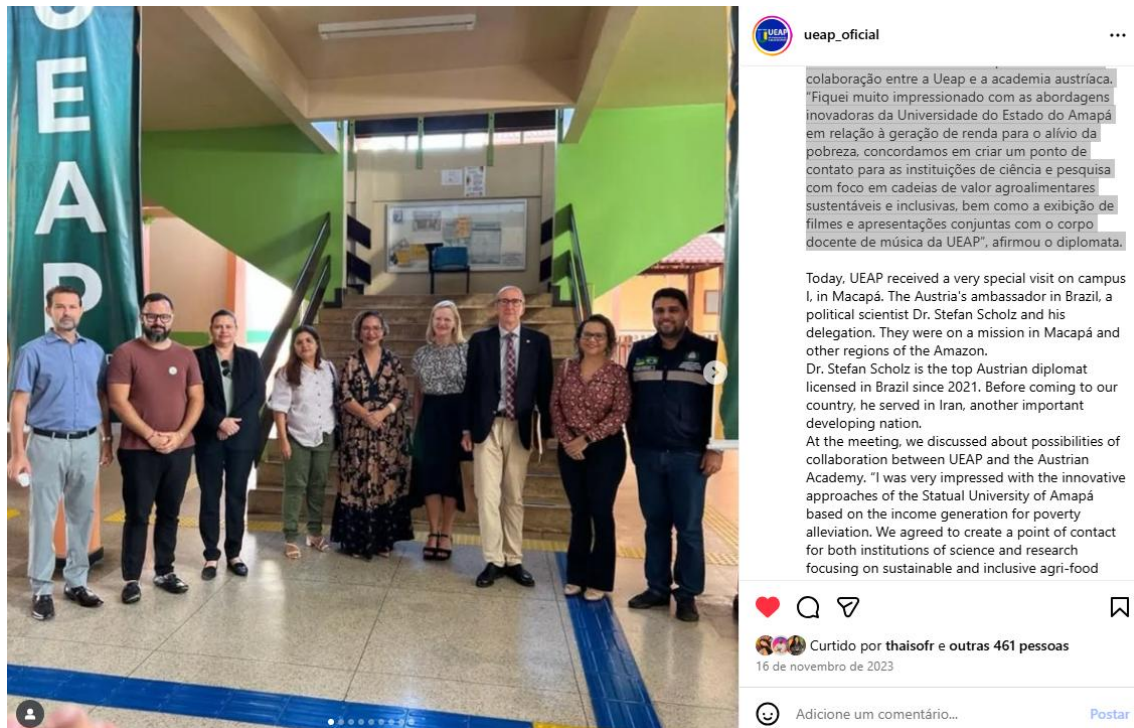 UEAP
UEAP
ueap_oficial
colaboração entre a Ueap e a academia austríaca.
"Fiquei muito impressionado com as abordagens
inovadoras da Universidade do Estado do Amapá
em relação à geração de renda para o alívio da
pobreza, concordamos em criar um ponto de
contato para as instituições de ciência e pesquisa
com foco em cadeias de valor agroalimentares
sustentáveis e inclusivas, bem como a exibição de
filmes e apresentações conjuntas com o corpo
docente de música da UEAP", afirmou o diplomata.
Today, UEAP received a very special visit on campus
I, in Macapá. The Austria's ambassador in Brazil, a
political scientist Dr. Stefan Scholz and his
delegation. They were on a mission in Macapá and
other regions of the Amazon.
Dr. Stefan Scholz is the top Austrian diplomat
licensed in Brazil since 2021. Before coming to our
country, he served in Iran, another important
developing nation.
At the meeting, we discussed about possibilities of
collaboration between UEAP and the Austrian
Academy. "I was very impressed with the innovative
approaches of the Statual University of Amapá
based on the income generation for poverty
alleviation. We agreed to create a point of contact
for both institutions of science and research
focusing on sustainable and inclusive agri-food
Curtido por thaisofr e outras 461 pessoas
16 de novembro de 2023
Adicione um comentário...
Postar